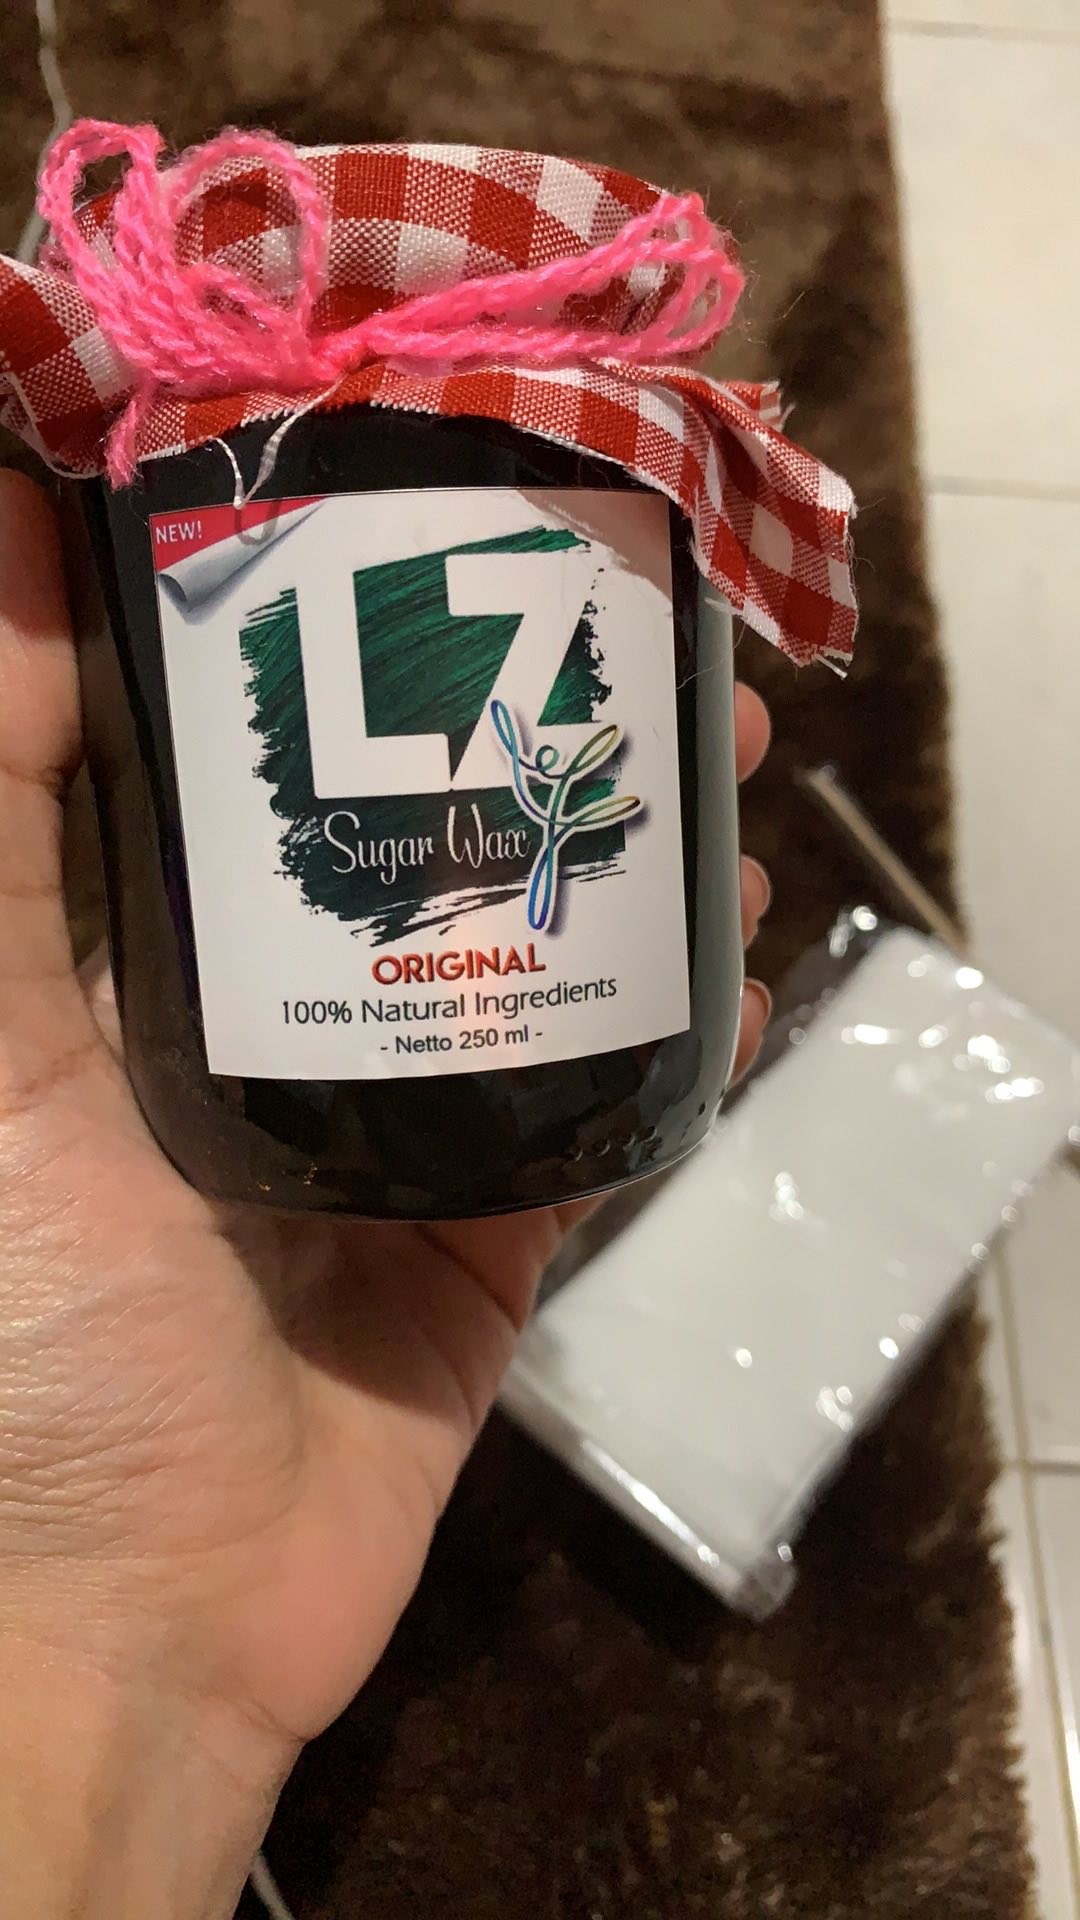 NEW!
LZ
Sugar Wax
ORIGINAL
100% Natural Ingredients
- Netto 250 ml -